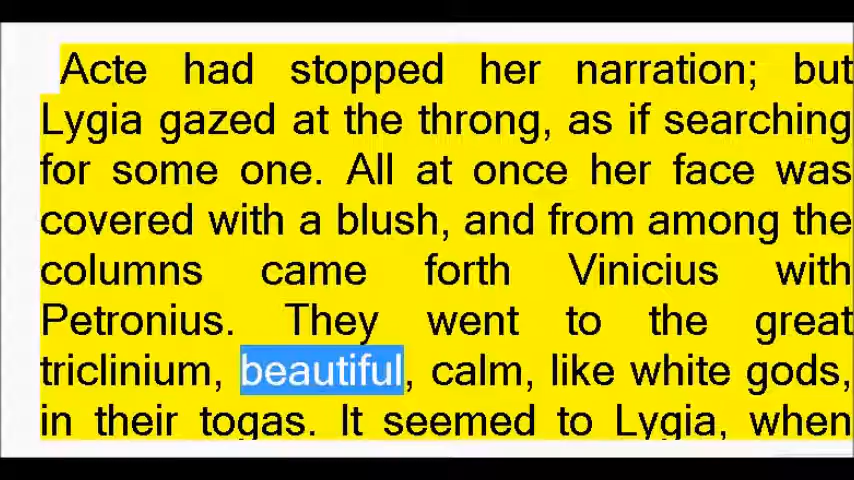 Acte had stopped her narration; but
Lygia gazed at the throng, as if searching
for some one. All at once her face was
covered with a blush, and from among the
columns came forth Vinicius with
Petronius. They went to the great
triclinium, beautiful, calm, like white gods,
in their togas. It seemed to Lygia, when